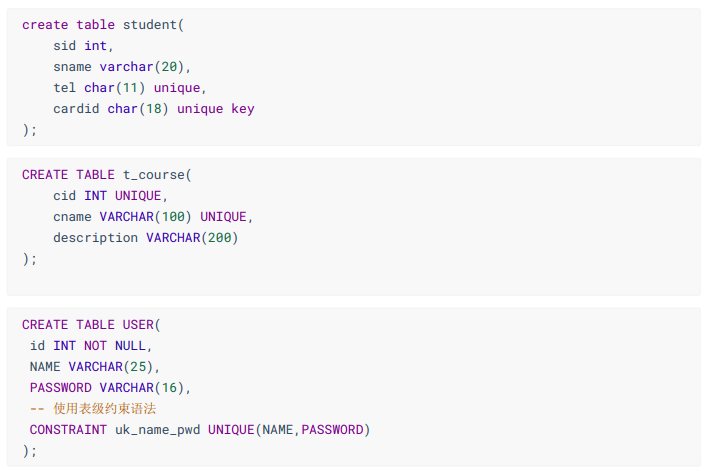 create table student(
sid int,
sname varchar(20),
tel char(11) unique,
cardid char(18) unique key
);
CREATE TABLE t_course(
cid INT UNIQUE,
cname VARCHAR(100) UNIQUE,
description VARCHAR(200)
);
CREATE TABLE USER(
id INT NOT NULL,
NAME VARCHAR(25),
PASSWORD VARCHAR(16),
-- 使用表级约束语法
CONSTRAINT uk_name_pwd UNIQUE(NAME,PASSWORD)
);